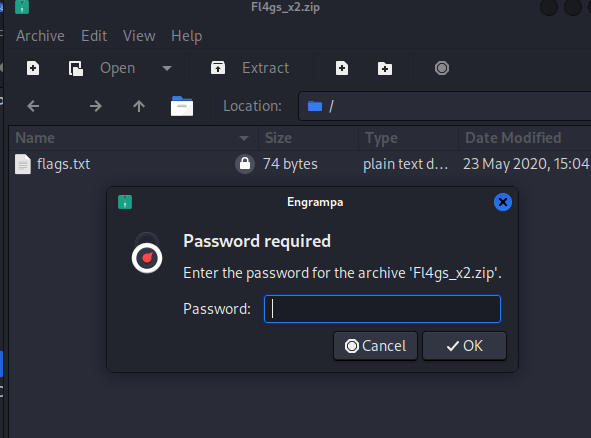 Fl4gs_x2.zip
Archive Edit View Help
Open Extract
Location: /
Name Size Type Date Modified
flags.txt 74 bytes plain text d... 23 May 2020, 15:04
Engrampa
Password required
Enter the password for the archive 'Fl4gs_x2.zip'.
Password:
Cancel OK